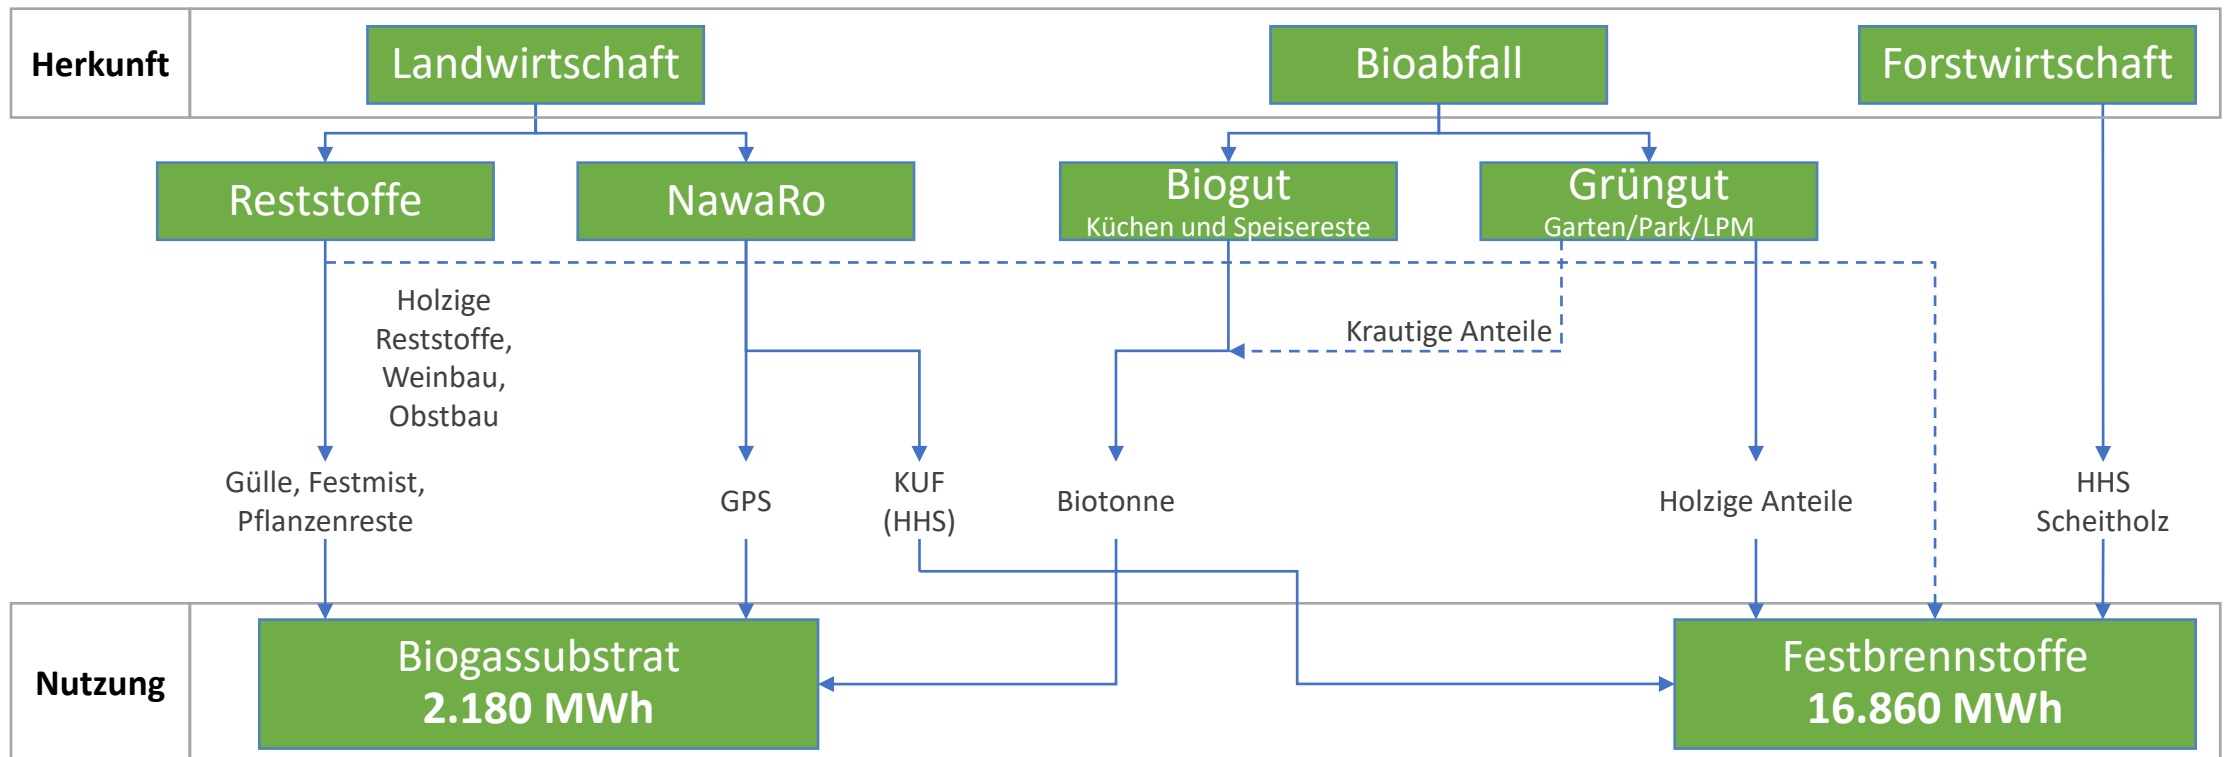 Herkunft
Landwirtschaft
Bioabfall
Forstwirtschaft
Reststoffe
NawaRo
Biogut
Küchen und Speisereste
Grüngut
Garten/Park/LPM
Holzige
Reststoffe,
Weinbau,
Obstbau
Krautige Anteile
Gülle, Festmist,
Pflanzenreste
GPS
KUF
(HHS)
Biotonne
Holzige Anteile
HHS
Scheitholz
Nutzung
Biogassubstrat
2.180 MWh
Festbrennstoffe
16.860 MWh